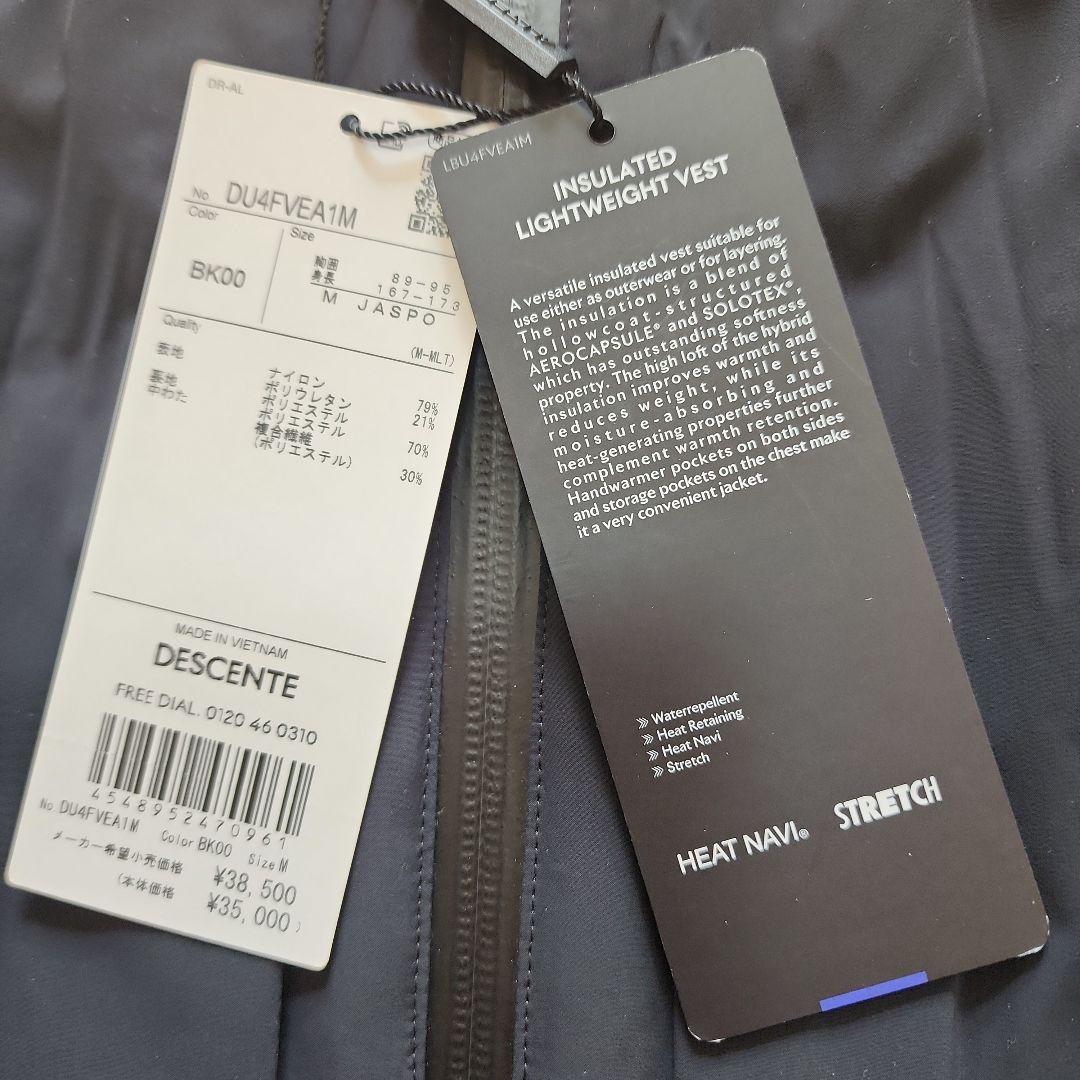 DR-AL
No DU4FVEA1M
Color
Size
BK00
胸囲 89-95
身長 167-173
M JASPO
Quality
(M-MLT)
表地 ナイロン 79%
ポリウレタン 21%
裏地 ポリエステル
中わた ポリエステル 70%
複合繊維
(ポリエステル) 30%
MADE IN VIETNAM
DESCENTE
FREE DIAL. 0120 46 0310
4548952470961
No DU4FVEA1M Color BK00 Size M
メーカー希望小売価格 ¥38,500
(本体価格 ¥35,000)
LBU4FVEA1M
INSULATED
LIGHTWEIGHT VEST
A versatile insulated vest suitable for
use either as outerwear or for layering.
The insulation is a blend of
hollowcoat-structured
AEROCAPSULE® and SOLOTEX®,
which has outstanding softness
property. The high loft of the hybrid
insulation improves warmth and
reduces weight, while its
moisture-absorbing and
heat-generating properties further
complement warmth retention.
Handwarmer pockets on both sides
and storage pockets on the chest make
it a very convenient jacket.
» Waterrepellent
» Heat Retaining
» Heat Navi
» Stretch
HEAT NAVI®
STRETCH